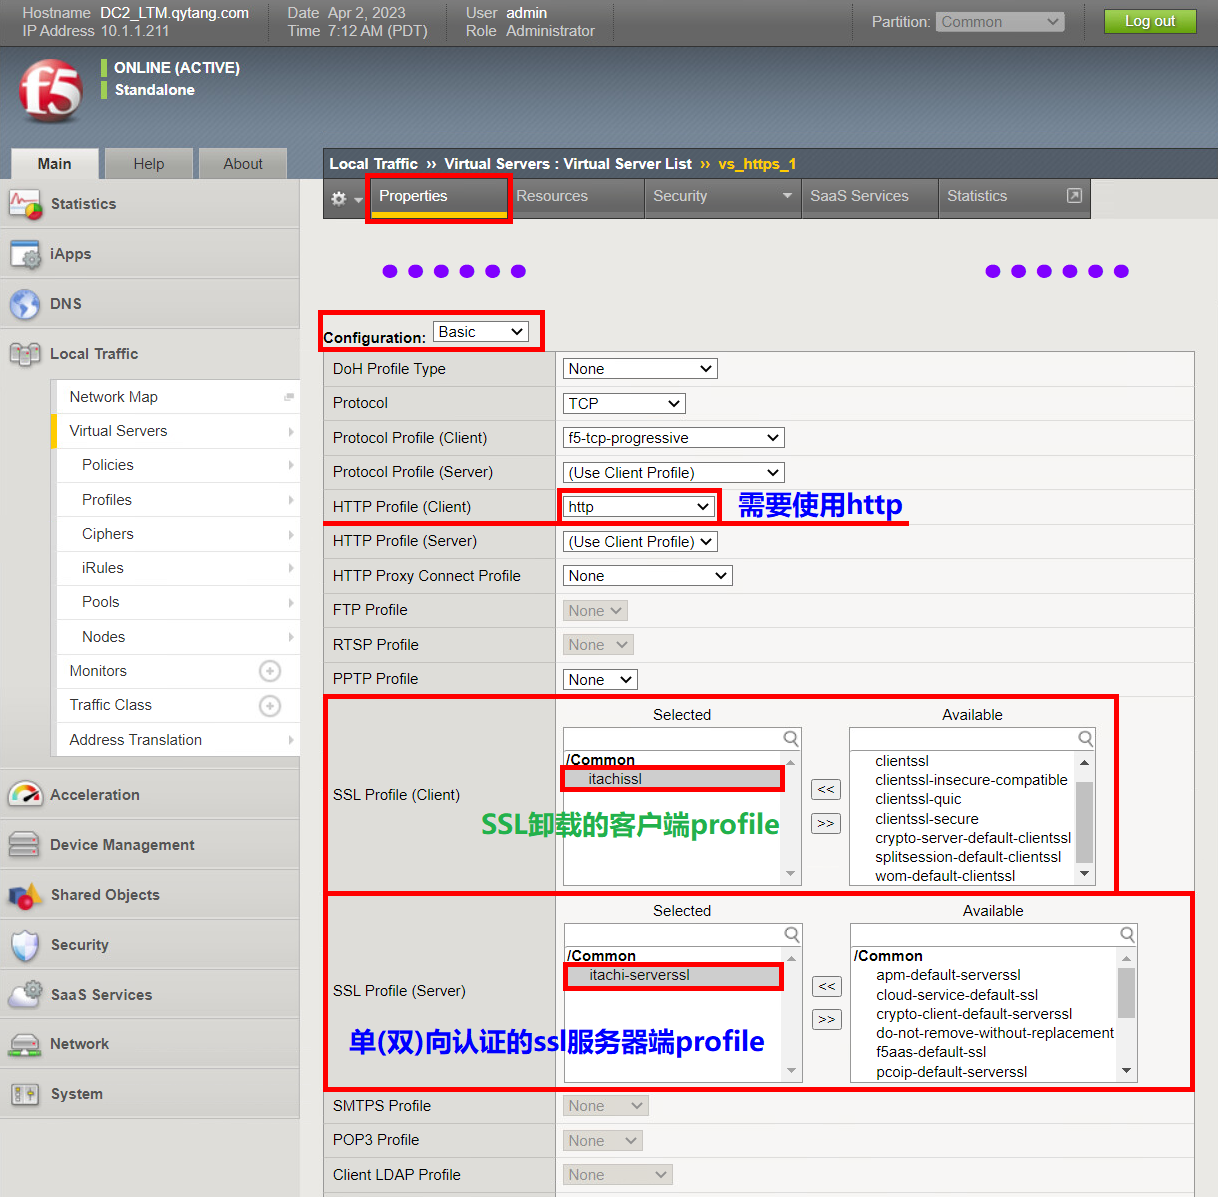 Hostname DC2_LTM.qytang.com
IP Address 10.1.1.211
Date Apr 2, 2023
Time 7:12 AM (PDT)
User admin
Role Administrator
Partition: Common
Log out
f5
ONLINE (ACTIVE)
Standalone
Main
Help
About
Local Traffic ›› Virtual Servers : Virtual Server List ›› vs_https_1
Properties
Resources
Security
SaaS Services
Statistics
Statistics
iApps
DNS
Local Traffic
Network Map
Virtual Servers
Policies
Profiles
Ciphers
iRules
Pools
Nodes
Monitors
Traffic Class
Address Translation
Acceleration
Device Management
Shared Objects
Security
SaaS Services
Network
System
Configuration: Basic
DoH Profile Type None
Protocol TCP
Protocol Profile (Client) f5-tcp-progressive
Protocol Profile (Server) (Use Client Profile)
HTTP Profile (Client) http 需要使用http
HTTP Profile (Server) (Use Client Profile)
HTTP Proxy Connect Profile None
FTP Profile None
RTSP Profile None
PPTP Profile None
SSL Profile (Client)
Selected
/Common
itachissl
SSL卸载的客户端profile
<<
>>
Available
clientssl
clientssl-insecure-compatible
clientssl-quic
clientssl-secure
crypto-server-default-clientssl
splitsession-default-clientssl
wom-default-clientssl
SSL Profile (Server)
Selected
/Common
itachi-serverssl
单(双)向认证的ssl服务器端profile
<<
>>
Available
/Common
apm-default-serverssl
cloud-service-default-ssl
crypto-client-default-serverssl
do-not-remove-without-replacement
f5aas-default-ssl
pcoip-default-serverssl
SMTPS Profile None
POP3 Profile None
Client LDAP Profile None